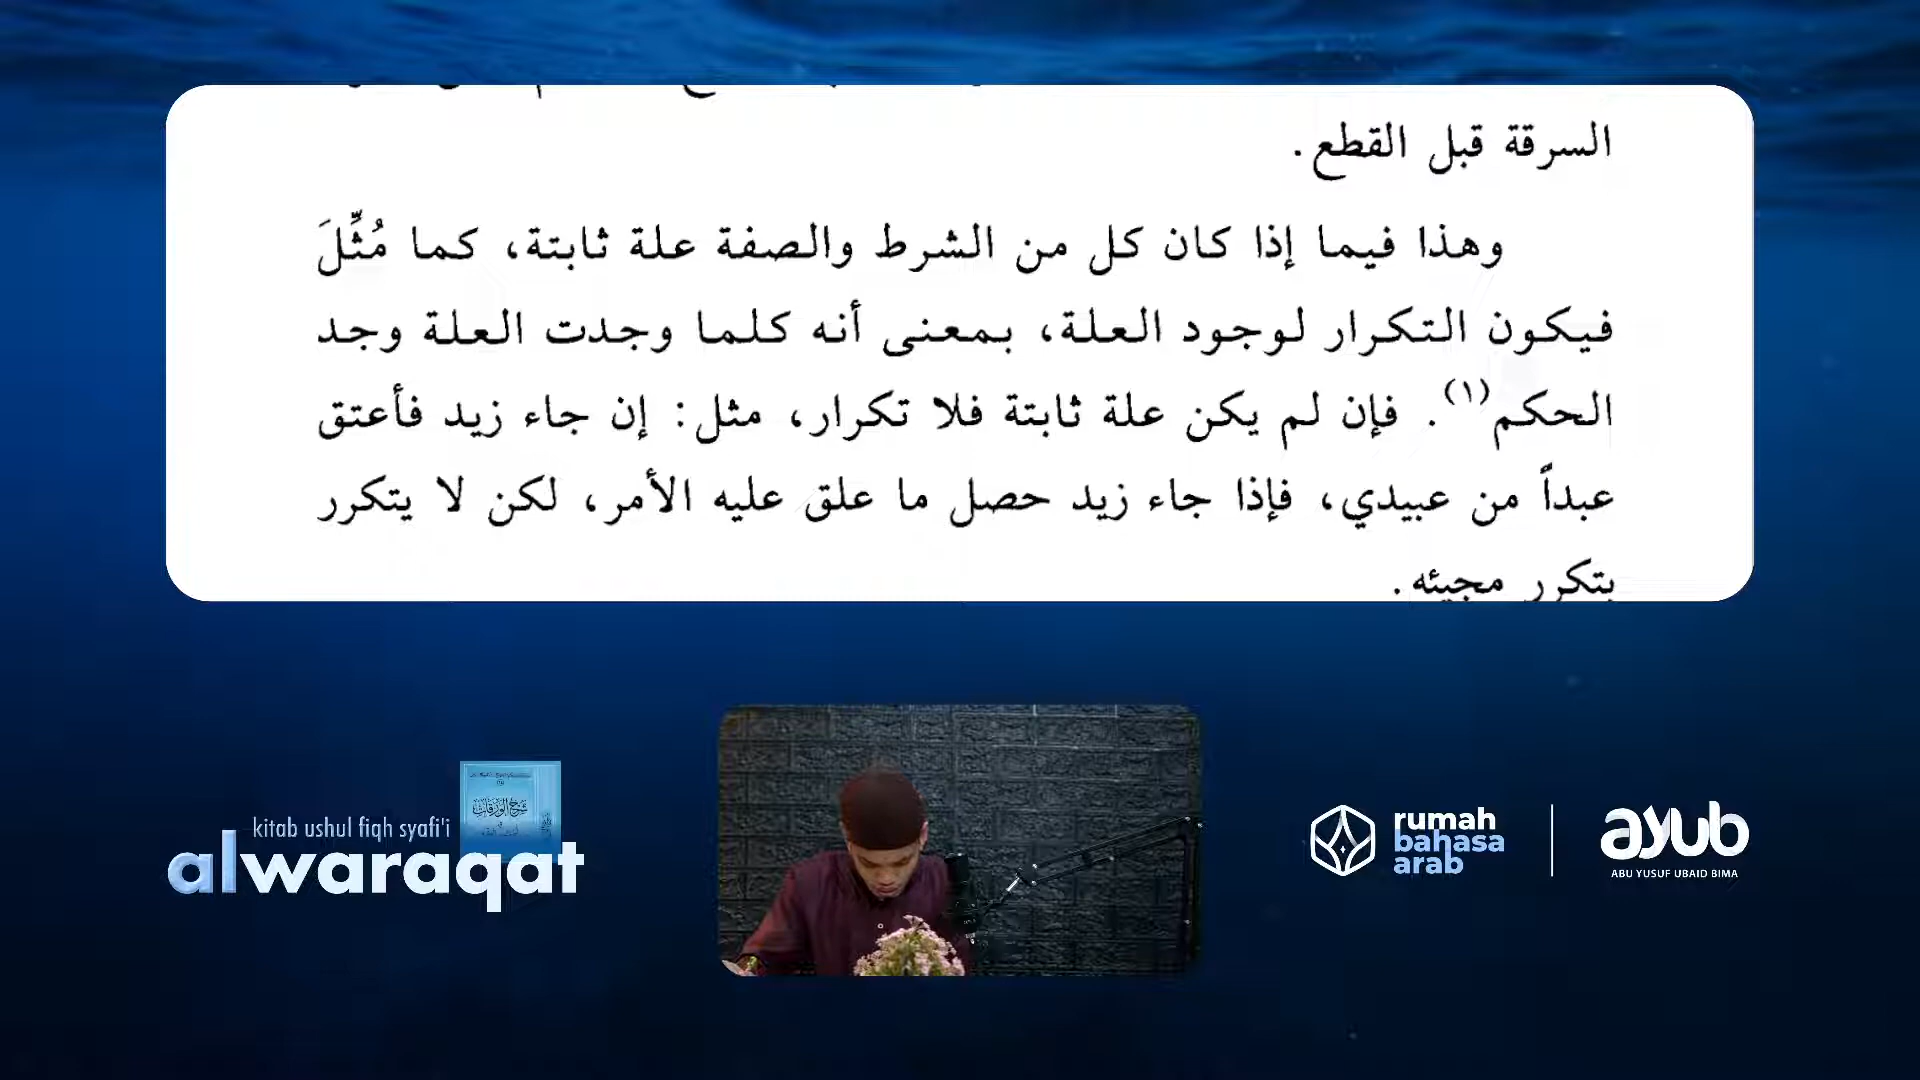 السرقة قبل القطع.
وهذا فيما إذا كان كل من الشرط والصفة علة ثابتة، كما مُثِّلَ
فيكون التكرار لوجود العلة، بمعنى أنه كلما وجدت العلة وجد
الحكم(١). فإن لم يكن علة ثابتة فلا تكرار، مثل: إن جاء زيد فأعتق
عبداً من عبيدي، فإذا جاء زيد حصل ما علق عليه الأمر، لكن لا يتكرر
بتكرر مجيئه.
شرح الورقات
kitab ushul fiqh syafi'i
alwaraqat
rumah
bahasa
arab
ayub
ABU YUSUF UBAID BIMA